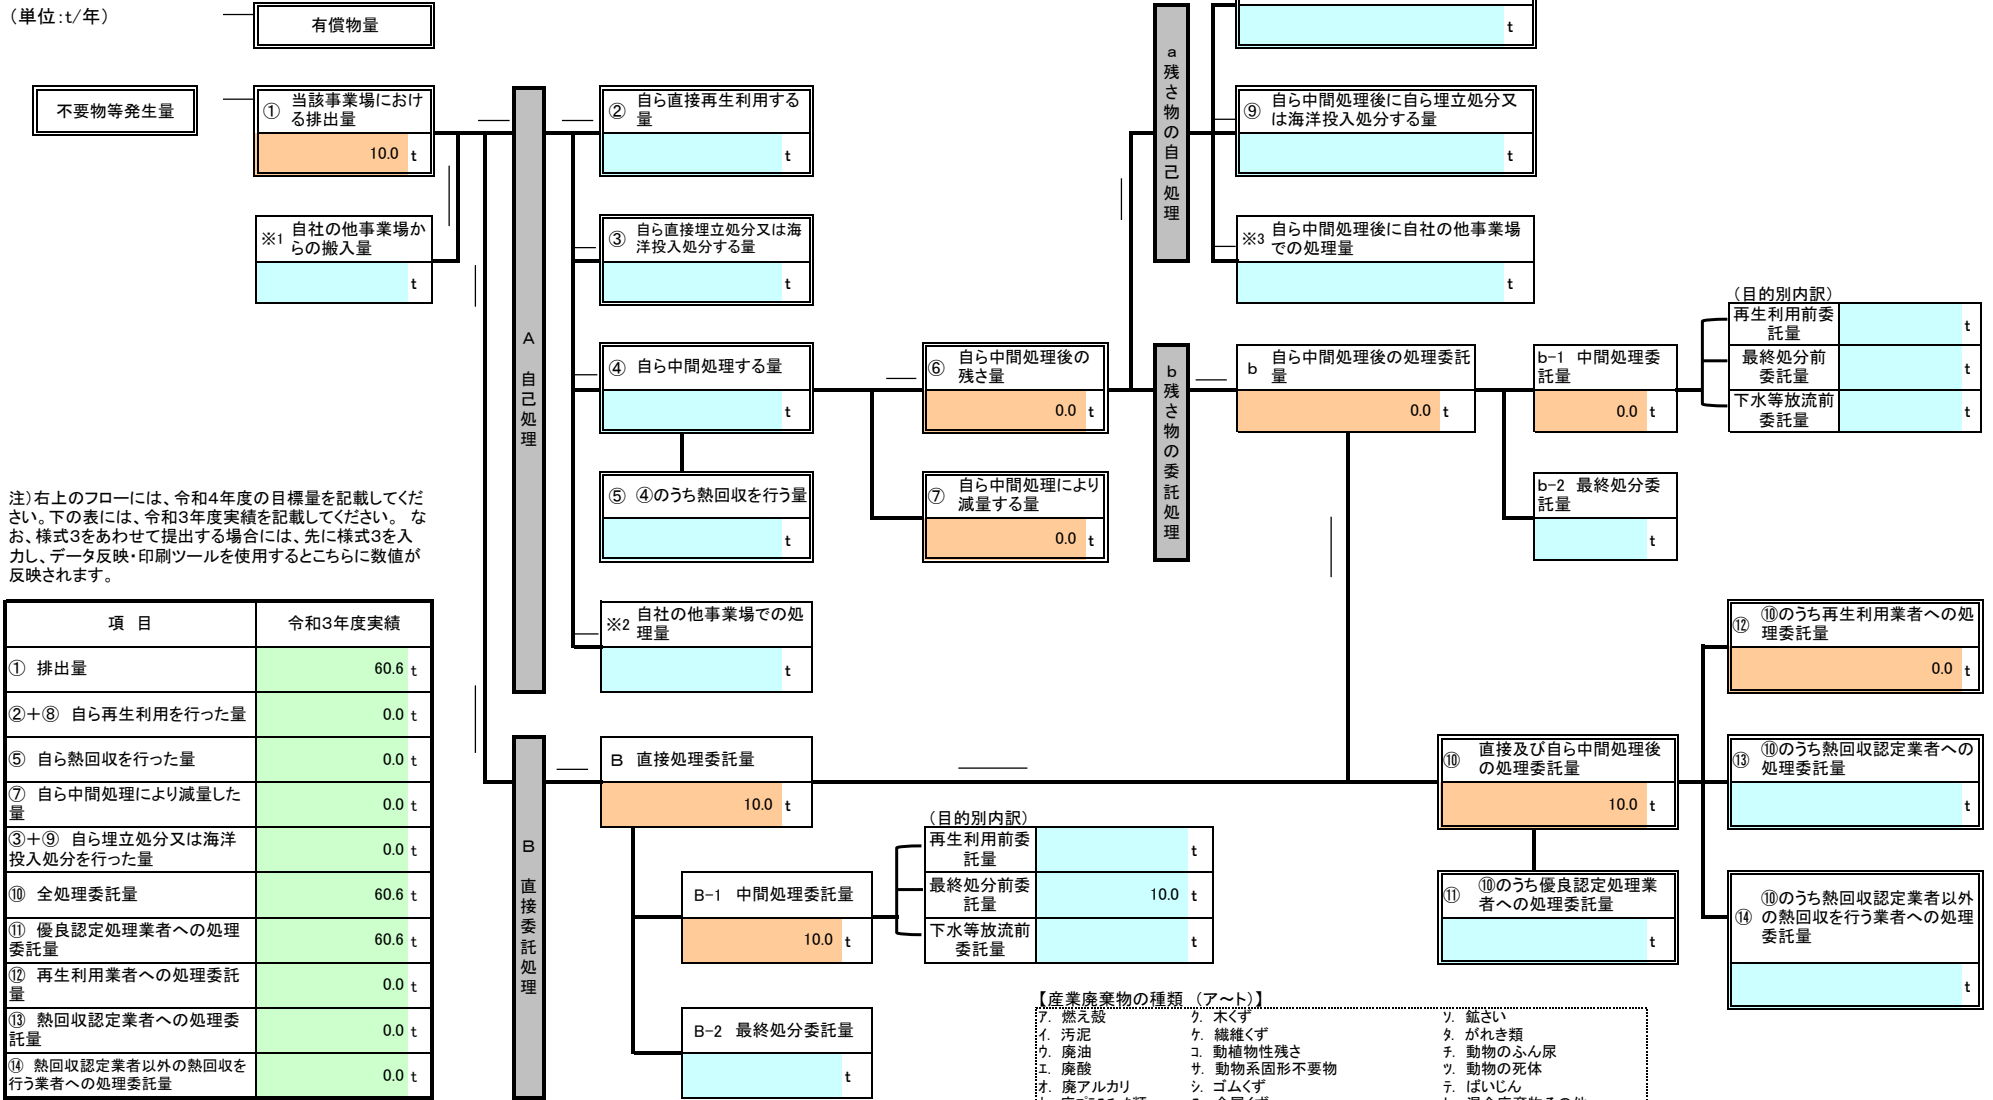 （単位：t/年）
有償物量
不要物等発生量
① 当該事業場におけ
る排出量
10.0 t
※1 自社の他事業場か
らの搬入量
t
A 自己処理
② 自ら直接再生利用する
量
t
③ 自ら直接埋立処分又は海
洋投入処分する量
t
④ 自ら中間処理する量
t
⑤ ④のうち熱回収を行う量
t
※2 自社の他事業場での処
理量
t
⑥ 自ら中間処理後の
残さ量
0.0 t
⑦ 自ら中間処理により
減量する量
0.0 t
a 残さ物の自己処理
t
⑨ 自ら中間処理後に自ら埋立処分又
は海洋投入処分する量
t
※3 自ら中間処理後に自社の他事業場
での処理量
t
b 残さ物の委託処理
b 自ら中間処理後の処理委託
量
0.0 t
b-1 中間処理委
託量
0.0 t
b-2 最終処分委
託量
t
（目的別内訳）
再生利用前委
託量
t
最終処分前
委託量
t
下水等放流前
委託量
t
注）右上のフローには、令和４年度の目標量を記載してくだ
さい。下の表には、令和３年度実績を記載してください。 な
お、様式３をあわせて提出する場合には、先に様式３を入
力し、データ反映・印刷ツールを使用するとこちらに数値が
反映されます。
項 目 令和３年度実績
① 排出量 60.6 t
②＋⑧ 自ら再生利用を行った量 0.0 t
⑤ 自ら熱回収を行った量 0.0 t
⑦ 自ら中間処理により減量した
量 0.0 t
③＋⑨ 自ら埋立処分又は海洋
投入処分を行った量 0.0 t
⑩ 全処理委託量 60.6 t
⑪ 優良認定処理業者への処理
委託量 60.6 t
⑫ 再生利用業者への処理委託
量 0.0 t
⑬ 熱回収認定業者への処理委
託量 0.0 t
⑭ 熱回収認定業者以外の熱回収を
行う業者への処理委託量 0.0 t
B 直接委託処理
B 直接処理委託量
10.0 t
B-1 中間処理委託量
10.0 t
B-2 最終処分委託量
t
（目的別内訳）
再生利用前委
託量
t
最終処分前委
託量
10.0 t
下水等放流前
委託量
t
⑩ 直接及び自ら中間処理後
の処理委託量
10.0 t
⑪ ⑩のうち優良認定処理業
者への処理委託量
t
⑫ ⑩のうち再生利用業者への処
理委託量
0.0 t
⑬ ⑩のうち熱回収認定業者への
処理委託量
t
⑭ ⑩のうち熱回収認定業者以外
の熱回収を行う業者への処理
委託量
t
【産業廃棄物の種類 （ア～ト）】
ア. 燃え殻 ク. 木くず ソ. 鉱さい
イ. 汚泥 ケ. 繊維くず タ. がれき類
ウ. 廃油 コ. 動植物性残さ チ. 動物のふん尿
エ. 廃酸 サ. 動物系固形不要物 ツ. 動物の死体
オ. 廃アルカリ シ. ゴムくず テ. ばいじん